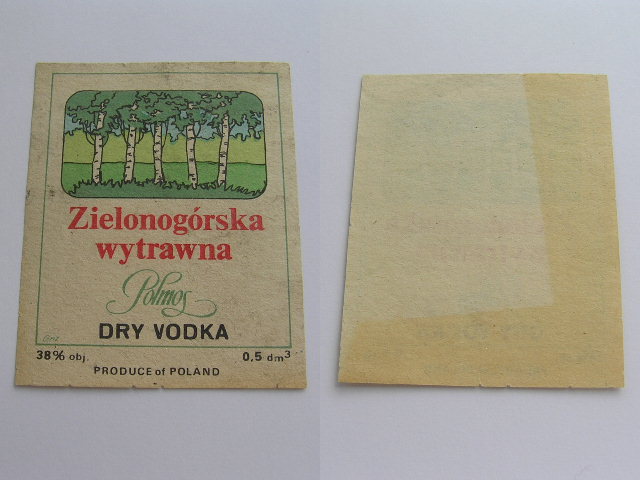 Zielonogórska
wytrawna
Polmos
DRY VODKA
38% obj.
0,5 dm³
PRODUCE of POLAND